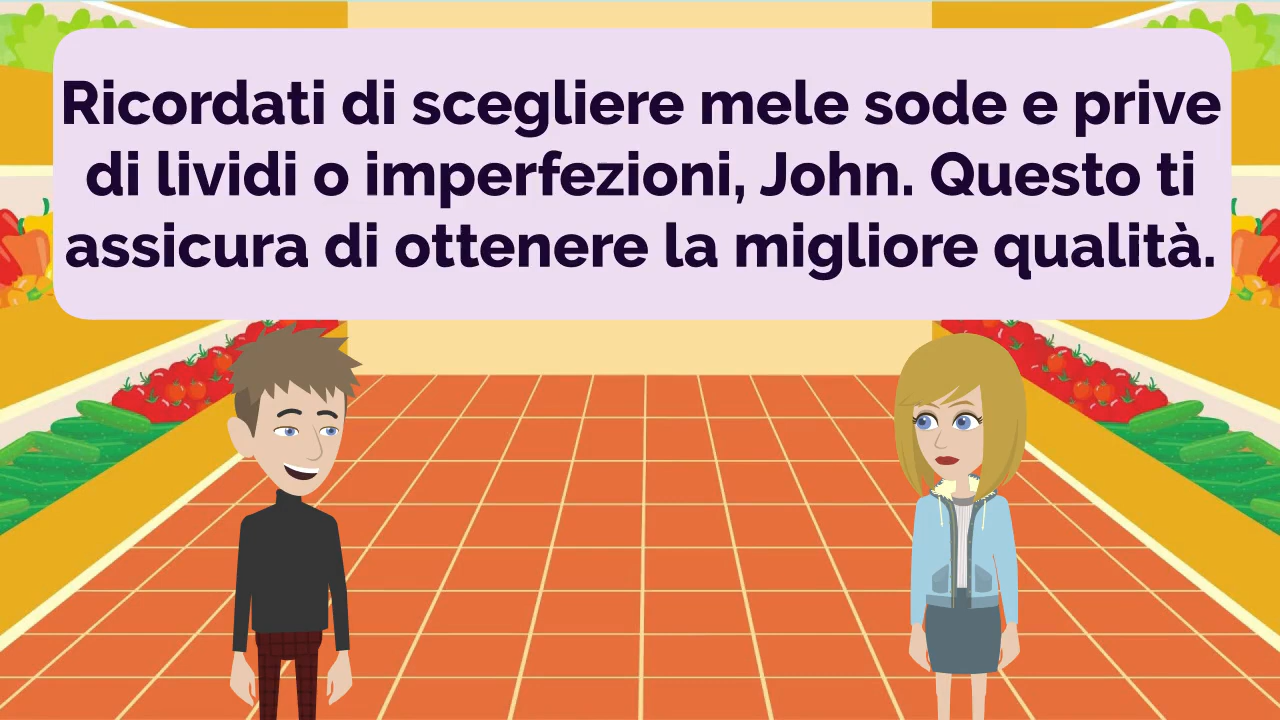 Ricordati di scegliere mele sode e prive
di lividi o imperfezioni, John. Questo ti
assicura di ottenere la migliore qualità.